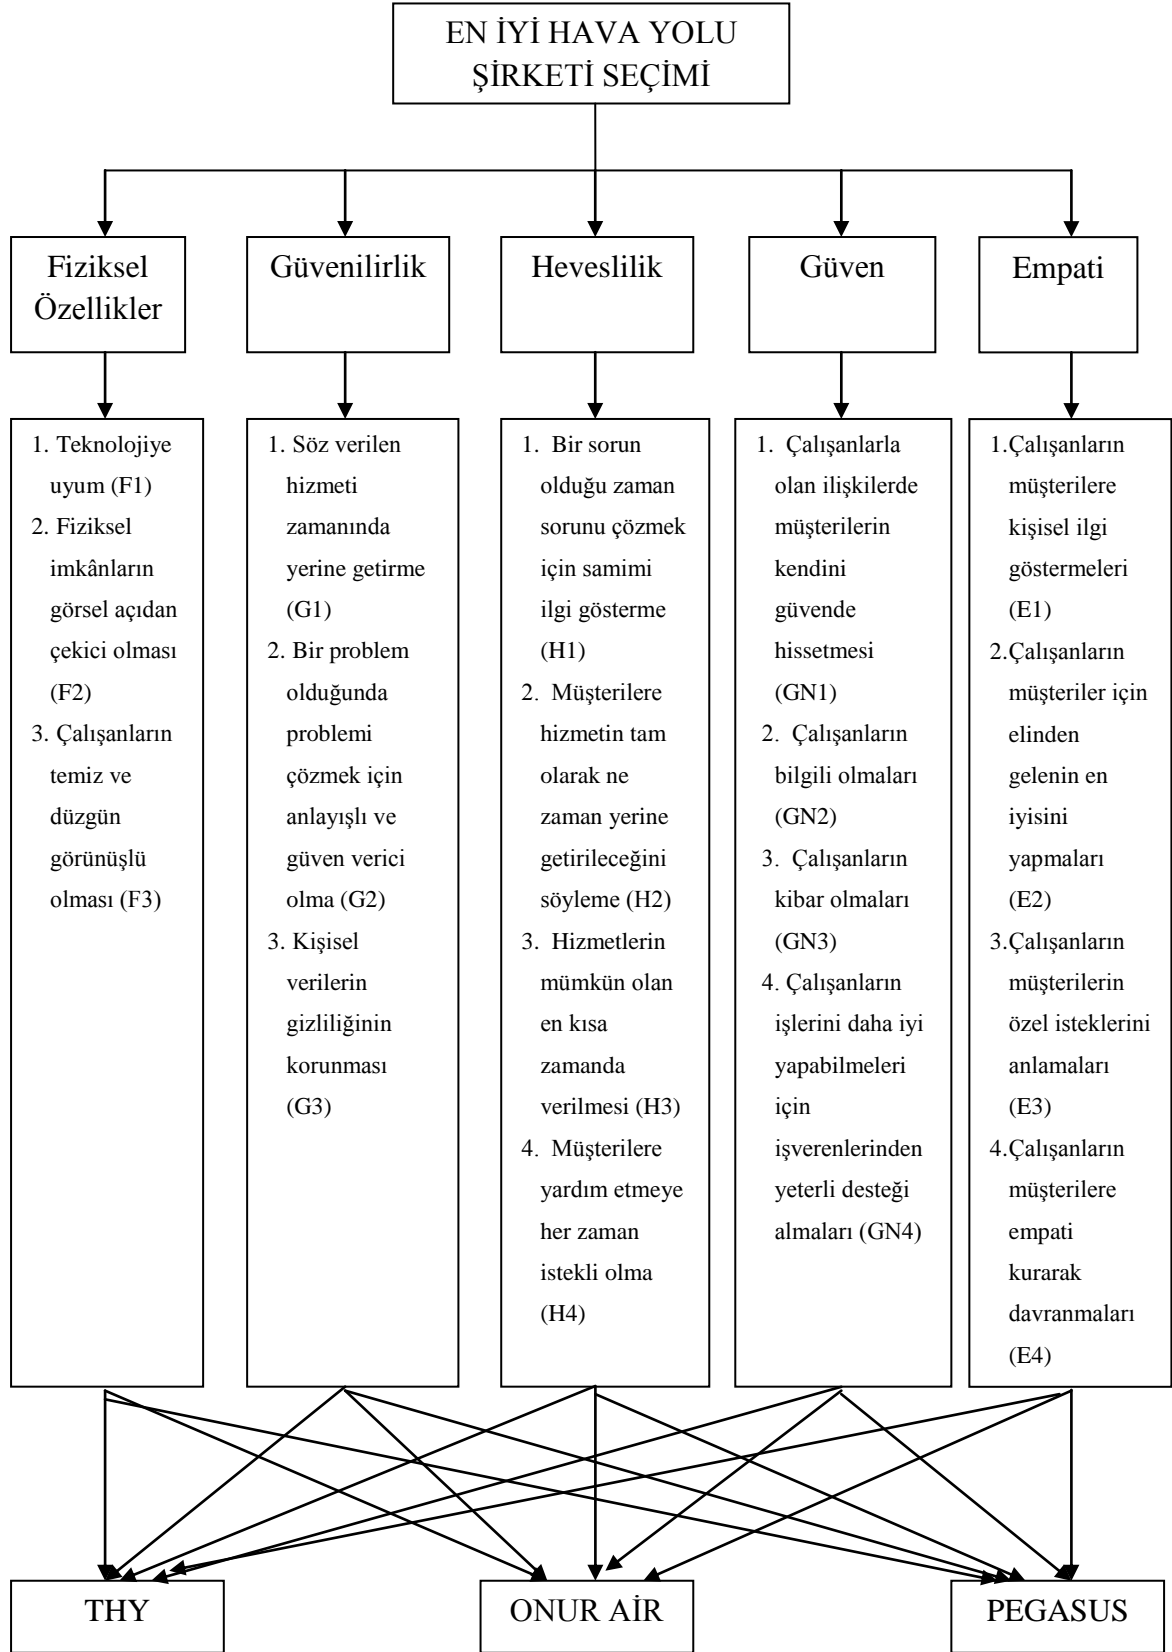 EN İYİ HAVA YOLU
ŞİRKETİ SEÇİMİ
Fiziksel
Özellikler
Güvenilirlik
Heveslilik
Güven
Empati
1. Teknolojiye
uyum (F1)
2. Fiziksel
imkânların
görsel açıdan
çekici olması
(F2)
3. Çalışanların
temiz ve
düzgün
görünüşlü
olması (F3)
1. Söz verilen
hizmeti
zamanında
yerine getirme
(G1)
2. Bir problem
olduğunda
problemi
çözmek için
anlayışlı ve
güven verici
olma (G2)
3. Kişisel
verilerin
gizliliğinin
korunması
(G3)
1. Bir sorun
olduğu zaman
sorunu çözmek
için samimi
ilgi gösterme
(H1)
2. Müşterilere
hizmetin tam
olarak ne
zaman yerine
getirileceğini
söyleme (H2)
3. Hizmetlerin
mümkün olan
en kısa
zamanda
verilmesi (H3)
4. Müşterilere
yardım etmeye
her zaman
istekli olma
(H4)
1. Çalışanlarla
olan ilişkilerde
müşterilerin
kendini
güvende
hissetmesi
(GN1)
2. Çalışanların
bilgili olmaları
(GN2)
3. Çalışanların
kibar olmaları
(GN3)
4. Çalışanların
işlerini daha iyi
yapabilmeleri
için
işverenlerinden
yeterli desteği
almaları (GN4)
1.Çalışanların
müşterilere
kişisel ilgi
göstermeleri
(E1)
2.Çalışanların
müşteriler için
elinden
gelenin en
iyisini
yapmaları
(E2)
3.Çalışanların
müşterilerin
özel isteklerini
anlamaları
(E3)
4.Çalışanların
müşterilere
empati
kurarak
davranmaları
(E4)
THY
ONUR AİR
PEGASUS